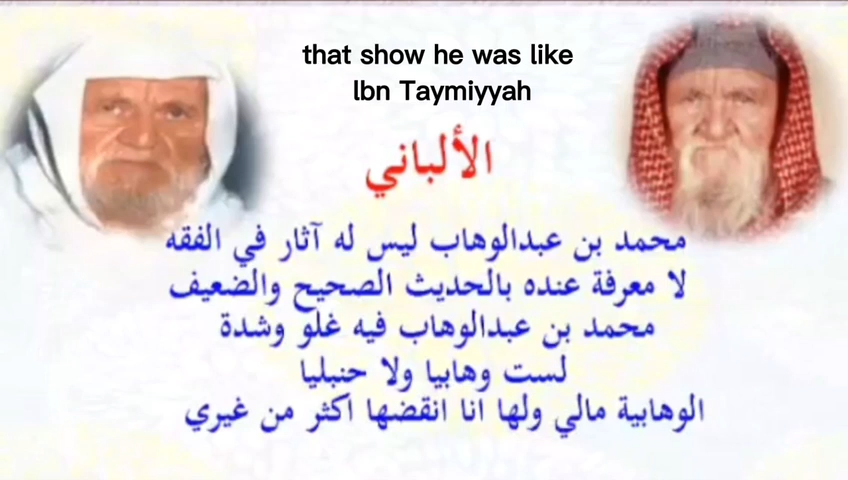 that show he was like
lbn Taymiyyah
الألباني
محمد بن عبدالوهاب ليس له آثار في الفقه
لا معرفة عنده بالحديث الصحيح والضعيف
محمد بن عبدالوهاب فيه غلو وشدة
لست وهابيا ولا حنبليا
الوهابية مالي ولها انا انقضها اكثر من غيري